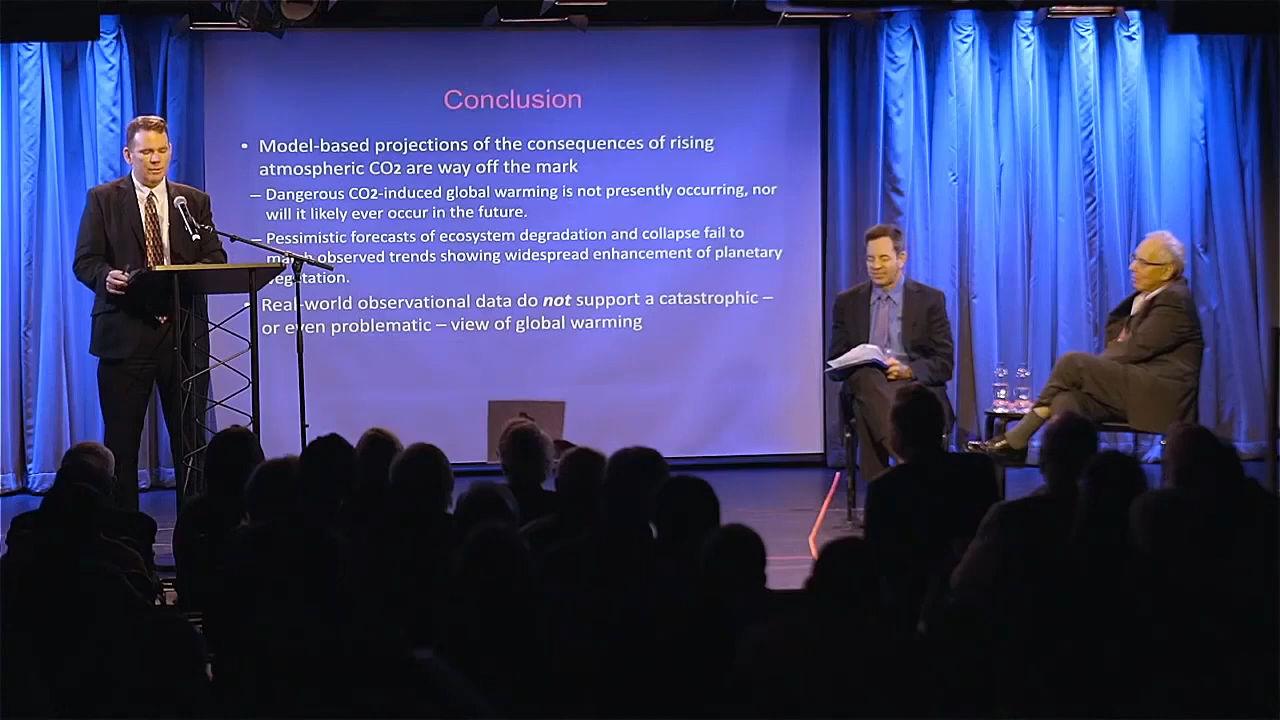 Conclusion
• Model-based projections of the consequences of rising
atmospheric CO2 are way off the mark
– Dangerous CO2-induced global warming is not presently occurring, nor
will it likely ever occur in the future.
– Pessimistic forecasts of ecosystem degradation and collapse fail to
match observed trends showing widespread enhancement of planetary
vegetation.
• Real-world observational data do not support a catastrophic –
or even problematic – view of global warming